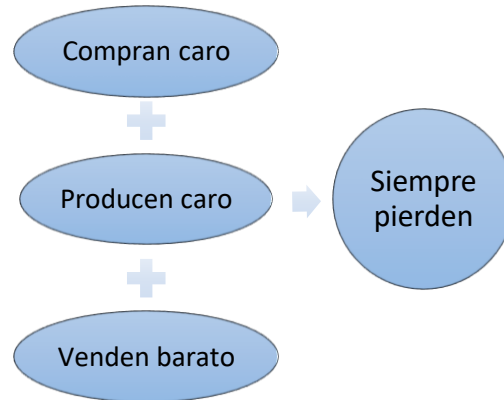 Compran caro
Producen caro
Venden barato
Siempre
pierden